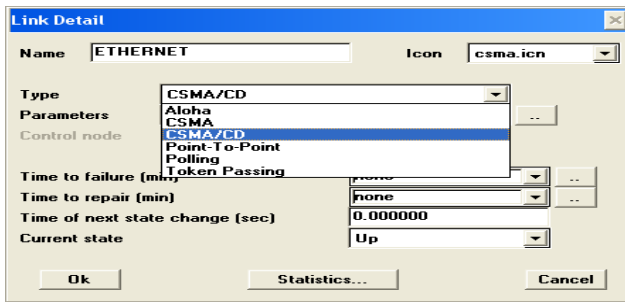 Link Detail
Name ETHERNET Icon csma.icn
Type CSMA/CD
Parameters ..
Aloha
CSMA
Control node CSMA/CD
Point-To-Point
Polling
Token Passing
Time to failure (min) none ..
Time to repair (min) none ..
Time of next state change (sec) 0.000000
Current state Up
Ok Statistics... Cancel